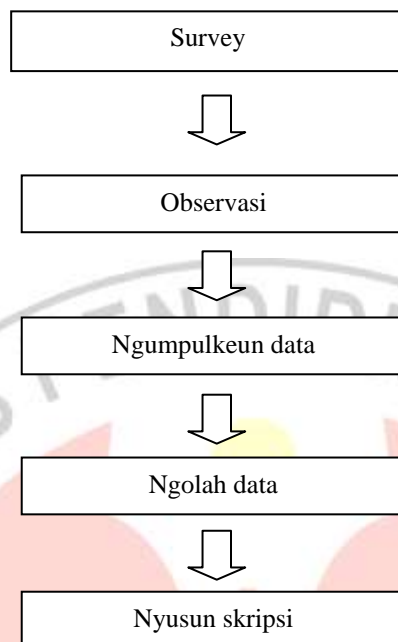 Survey
Observasi
Ngumpulkeun data
Ngolah data
Nyusun skripsi